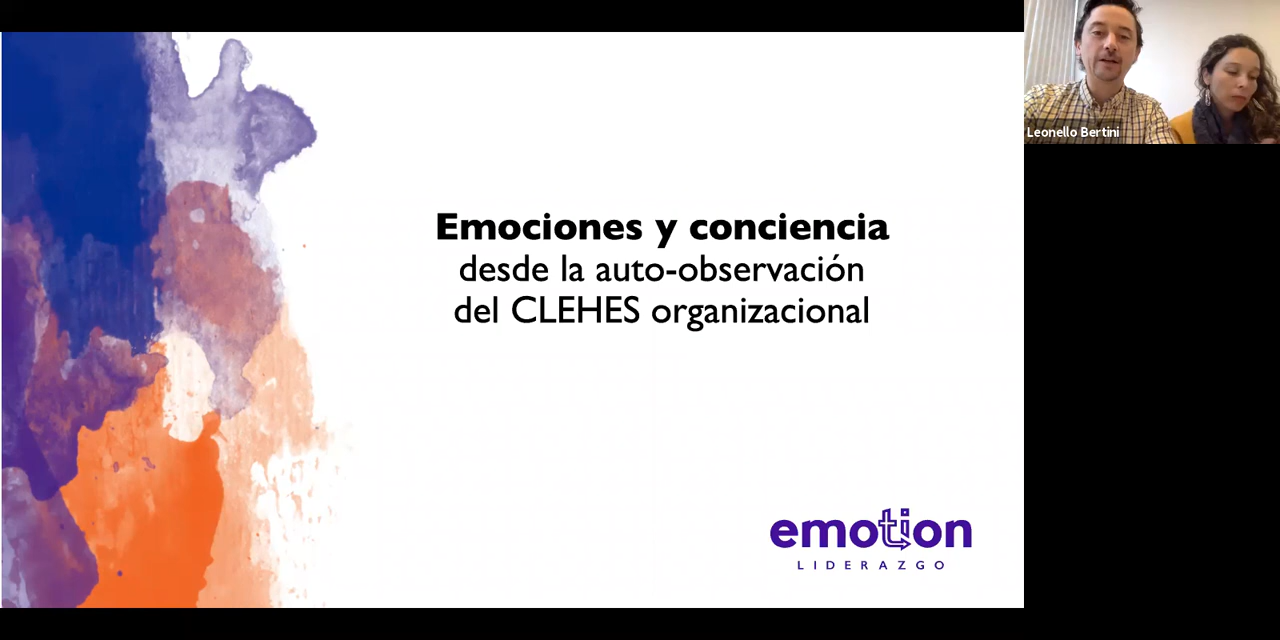 Emociones y conciencia
desde la auto-observación
del CLEHES organizacional
emotion
LIDERAZGO
Leonello Bertini